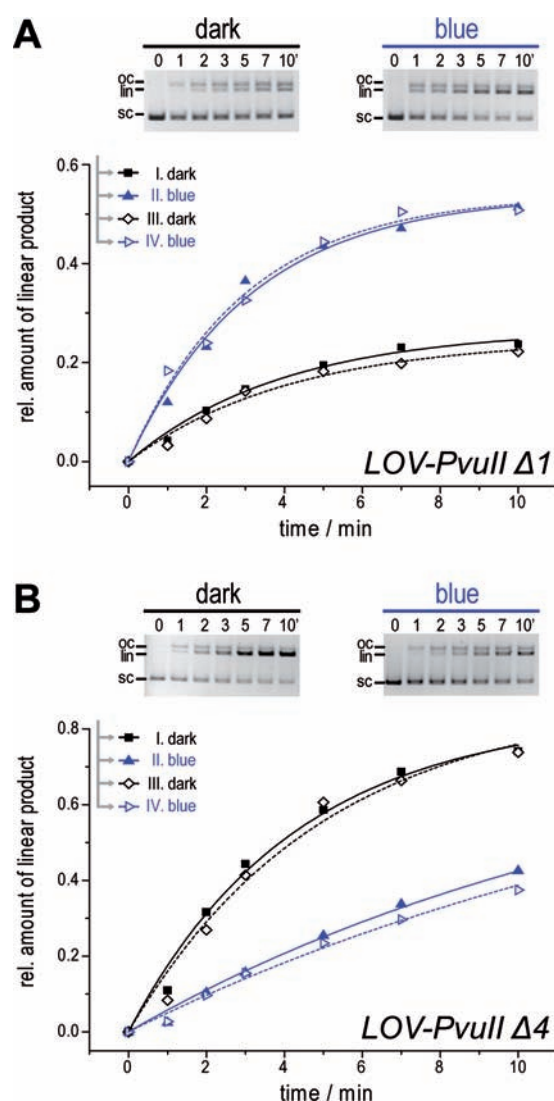 A
dark
blue
0 1 2 3 5 7 10'
0 1 2 3 5 7 10'
oc
lin
sc
oc
lin
sc
0.6
0.4
0.2
0.0
rel. amount of linear product
I. dark
II. blue
III. dark
IV. blue
LOV-PvuII Δ1
0 2 4 6 8 10
time / min
B
dark
blue
0 1 2 3 5 7 10'
0 1 2 3 5 7 10'
oc
lin
sc
oc
lin
sc
0.8
0.6
0.4
0.2
0.0
rel. amount of linear product
I. dark
II. blue
III. dark
IV. blue
LOV-PvuII Δ4
0 2 4 6 8 10
time / min